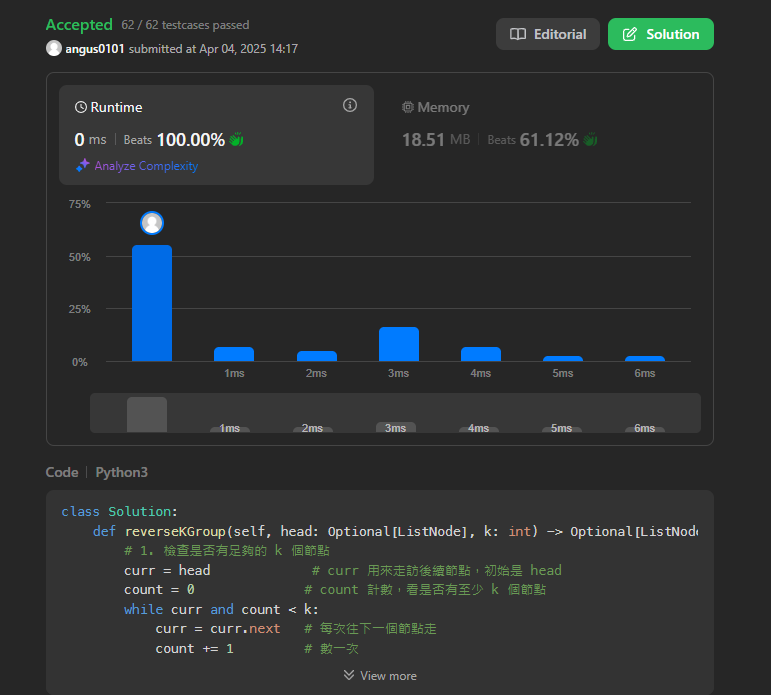 Accepted 62 / 62 testcases passed
angus0101 submitted at Apr 04, 2025 14:17
Editorial
Solution
Runtime
0 ms Beats 100.00%
Analyze Complexity
Memory
18.51 MB Beats 61.12%
75%
50%
25%
0%
1ms 2ms 3ms 4ms 5ms 6ms
1ms 2ms 3ms 4ms 5ms 6ms
Code Python3
class Solution:
    def reverseKGroup(self, head: Optional[ListNode], k: int) -> Optional[ListNode
        # 1. 檢查是否有足夠的 k 個節點
        curr = head             # curr 用來走訪後續節點，初始是 head
        count = 0              # count 計數，看是否有至少 k 個節點
        while curr and count < k:
            curr = curr.next   # 每次往下一個節點走
            count += 1         # 數一次
View more